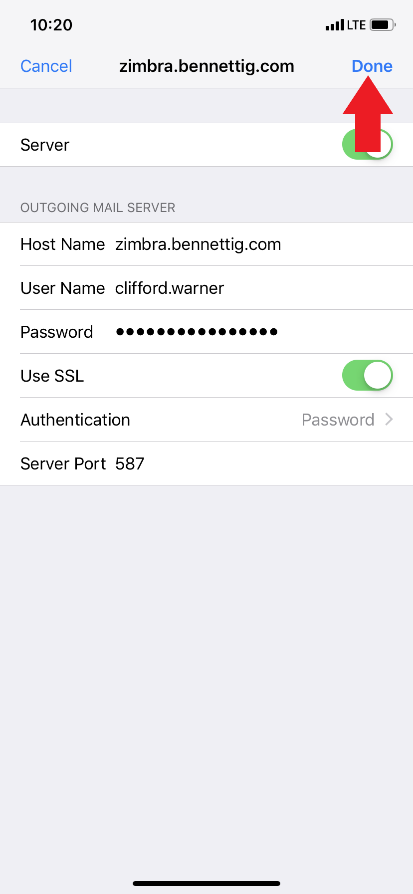 10:20 LTE
Cancel zimbra.bennettig.com Done
Server
OUTGOING MAIL SERVER
Host Name zimbra.bennettig.com
User Name clifford.warner
Password ●●●●●●●●●●●●●●●●
Use SSL
Authentication Password
Server Port 587